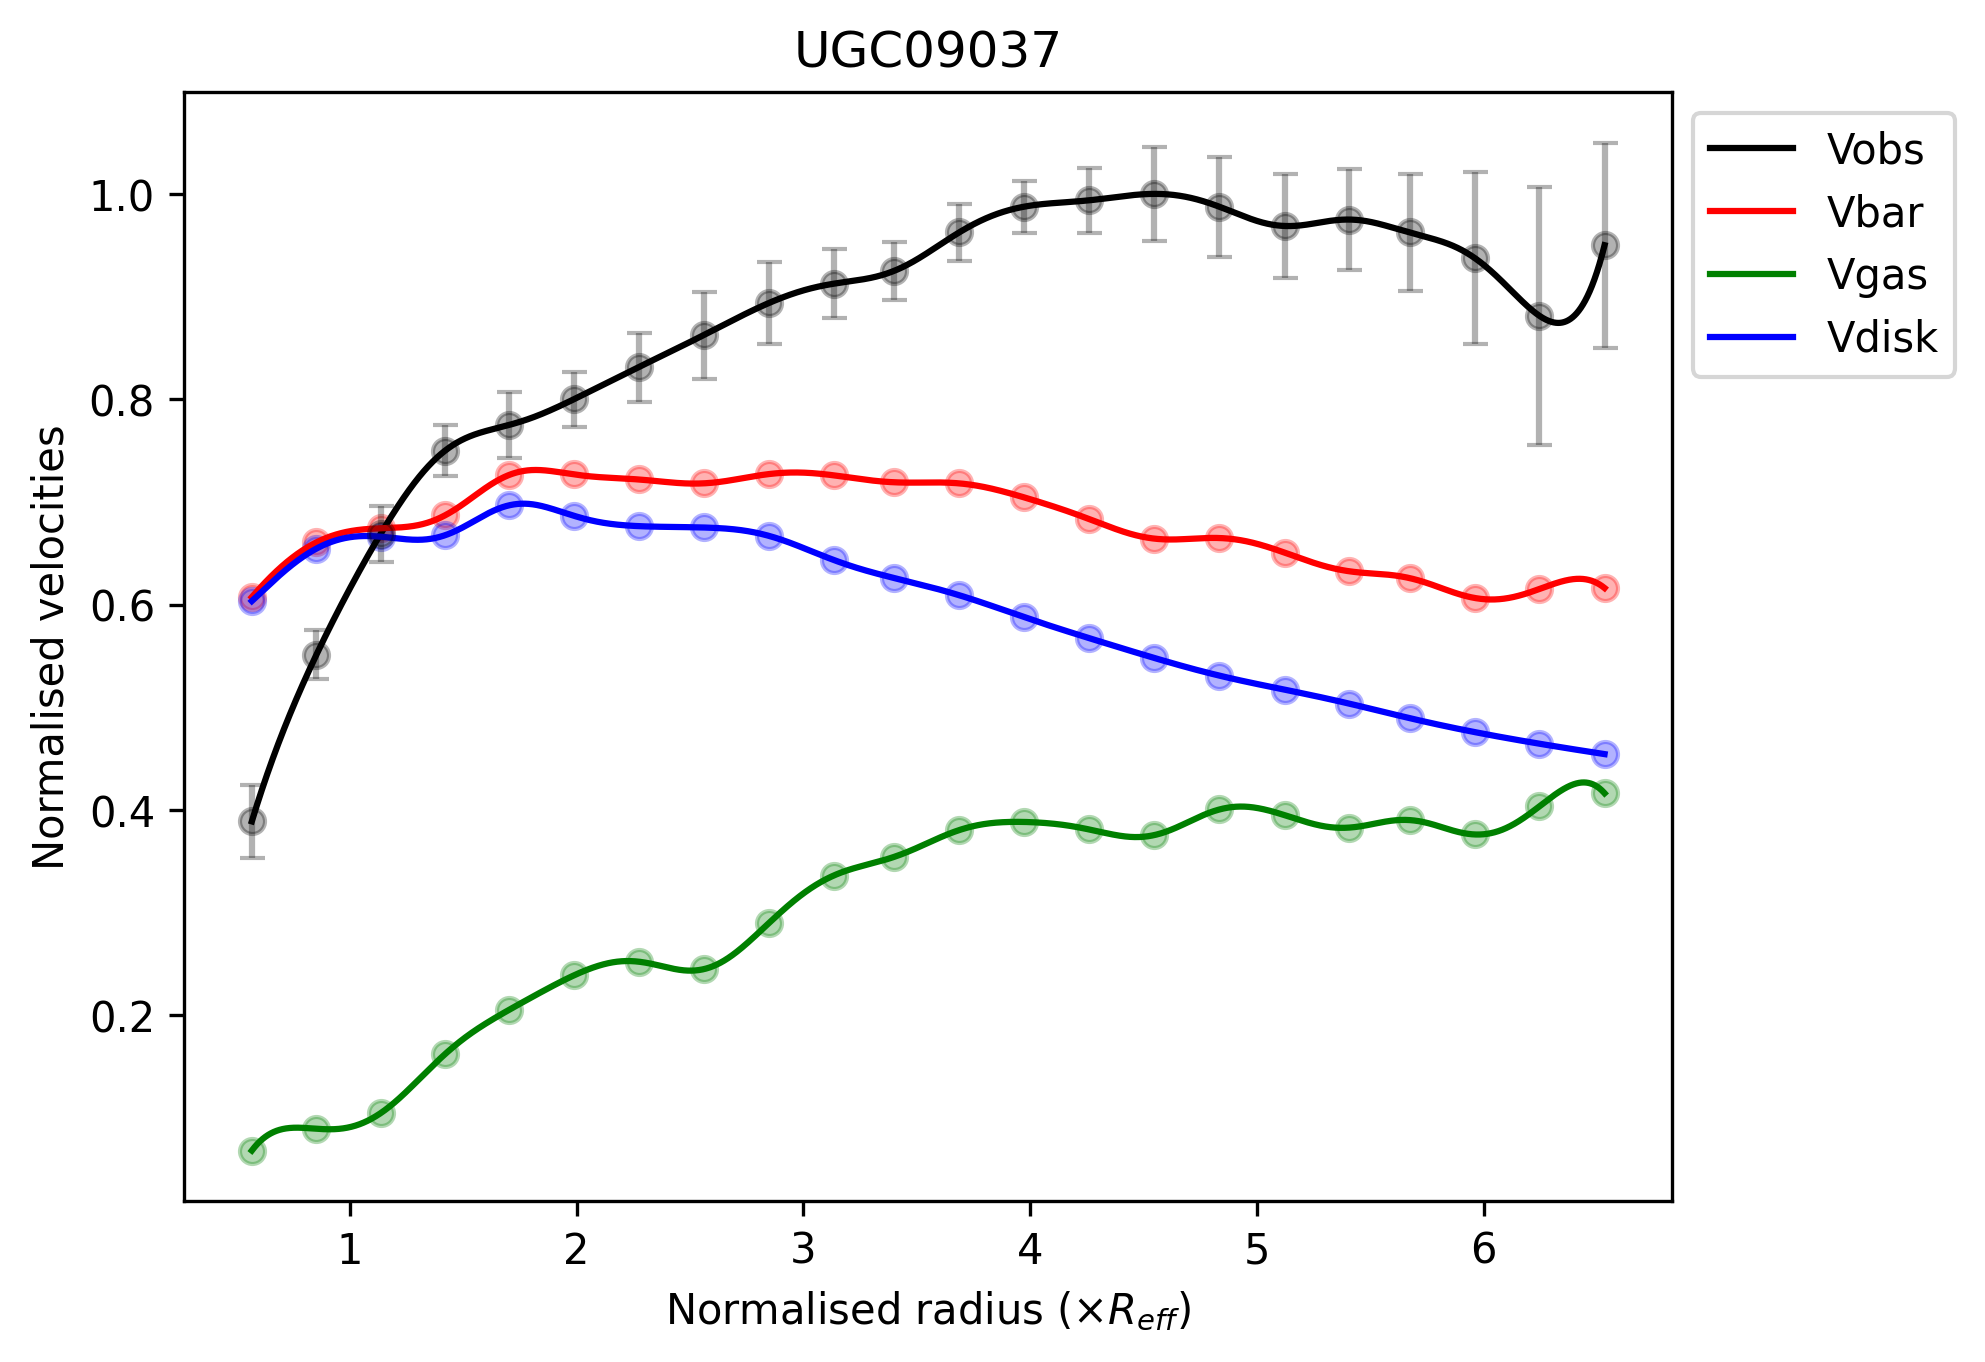 UGC09037
Vobs
Vbar
Vgas
Vdisk
1.0
0.8
0.6
0.4
0.2
Normalised velocities
1 2 3 4 5 6
Normalised radius (×R_eff)